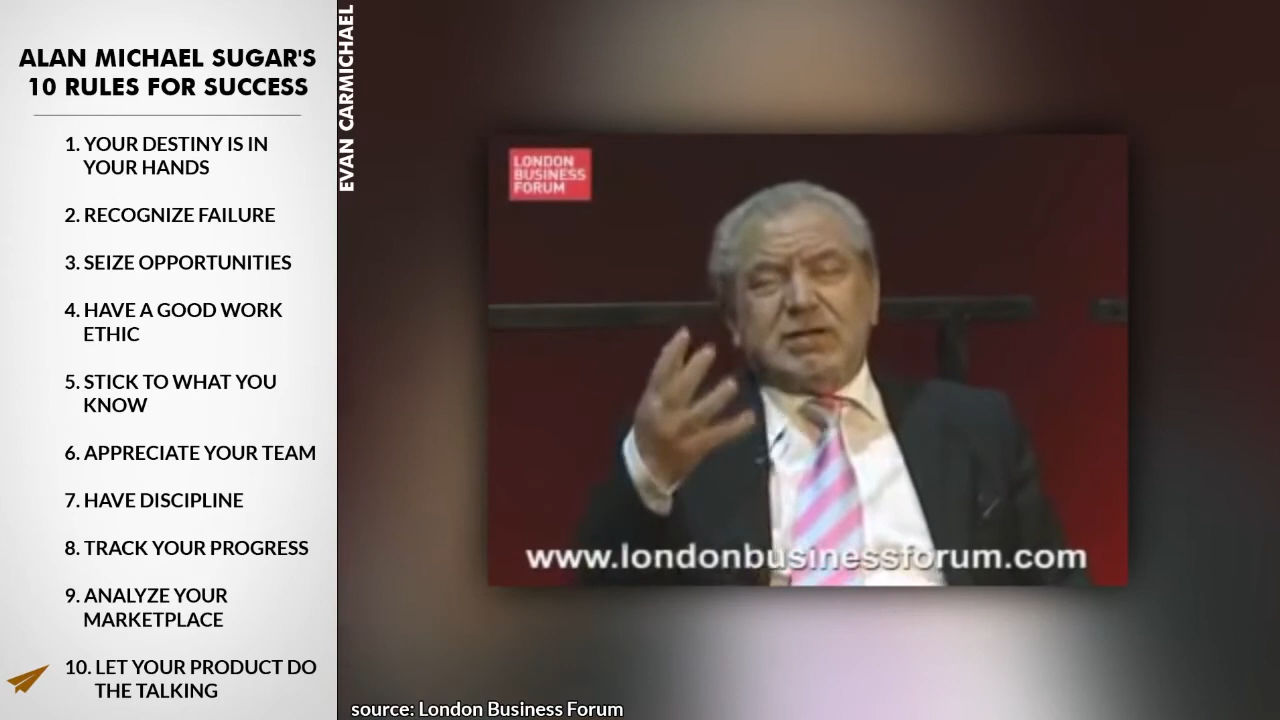 ALAN MICHAEL SUGAR'S
10 RULES FOR SUCCESS
1. YOUR DESTINY IS IN
YOUR HANDS
2. RECOGNIZE FAILURE
3. SEIZE OPPORTUNITIES
4. HAVE A GOOD WORK
ETHIC
5. STICK TO WHAT YOU
KNOW
6. APPRECIATE YOUR TEAM
7. HAVE DISCIPLINE
8. TRACK YOUR PROGRESS
9. ANALYZE YOUR
MARKETPLACE
10. LET YOUR PRODUCT DO
THE TALKING
EVAN CARMICHAEL
LONDON
BUSINESS
FORUM
www.londonbusinessforum.com
source: London Business Forum